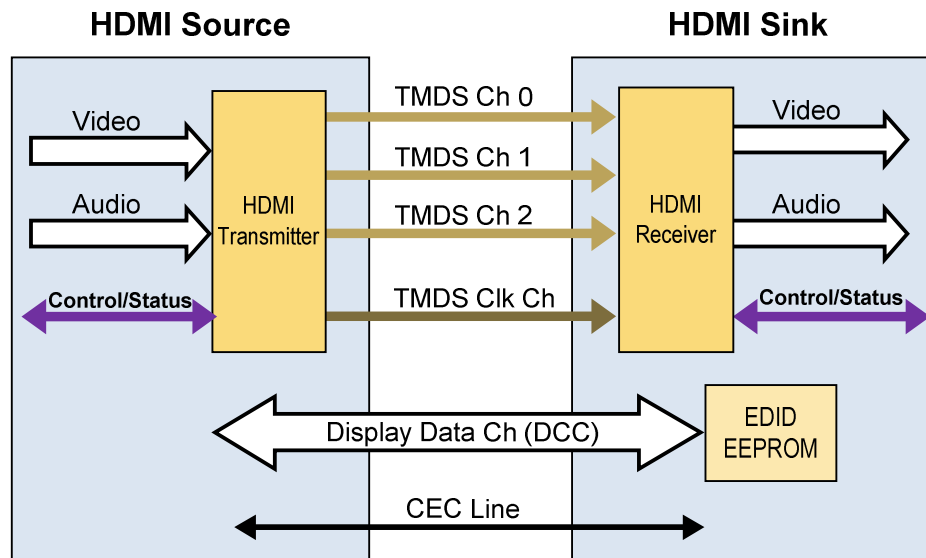 HDMI Source
HDMI Sink
Video
Audio
Control/Status
HDMI
Transmitter
TMDS Ch 0
TMDS Ch 1
TMDS Ch 2
TMDS Clk Ch
HDMI
Receiver
Video
Audio
Control/Status
Display Data Ch (DCC)
EDID
EEPROM
CEC Line